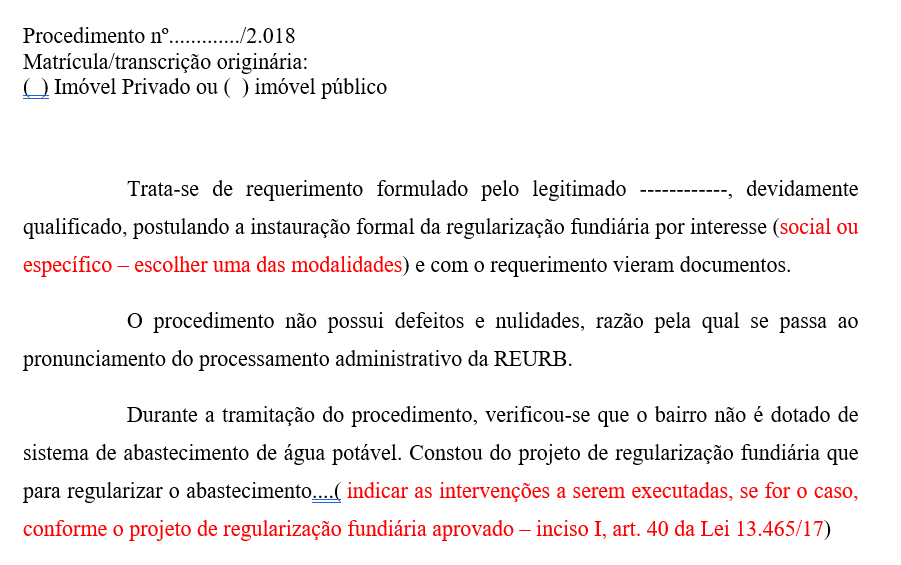 Procedimento nº............./2.018
Matrícula/transcrição originária:
(  ) Imóvel Privado ou (  ) imóvel público
Trata-se de requerimento formulado pelo legitimado ------------, devidamente
qualificado, postulando a instauração formal da regularização fundiária por interesse (social ou
específico – escolher uma das modalidades) e com o requerimento vieram documentos.
O procedimento não possui defeitos e nulidades, razão pela qual se passa ao
pronunciamento do processamento administrativo da REURB.
Durante a tramitação do procedimento, verificou-se que o bairro não é dotado de
sistema de abastecimento de água potável. Constou do projeto de regularização fundiária que
para regularizar o abastecimento....( indicar as intervenções a serem executadas, se for o caso,
conforme o projeto de regularização fundiária aprovado – inciso I, art. 40 da Lei 13.465/17)